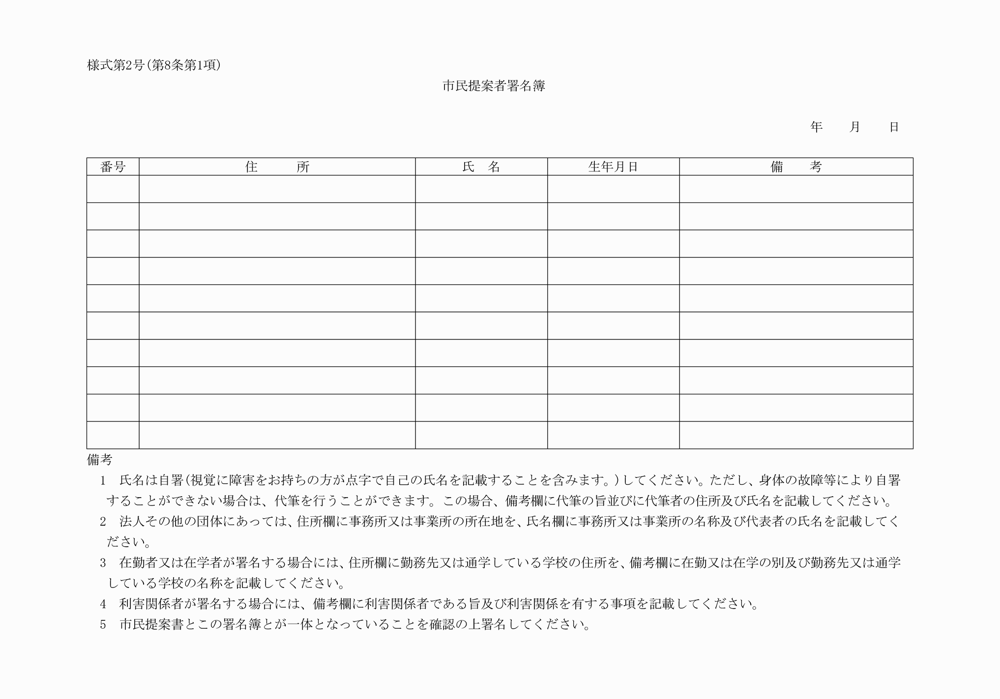 様式第2号(第8条第1項)
市民提案者署名簿
年　月　日
番号　住　所　氏　名　生年月日　備　考
備考
1　氏名は自署(視覚に障害をお持ちの方が点字で自己の氏名を記載することを含みます。)してください。ただし、身体の故障等により自署
することができない場合は、代筆を行うことができます。この場合、備考欄に代筆の旨並びに代筆者の住所及び氏名を記載してください。
2　法人その他の団体にあっては、住所欄に事務所又は事業所の所在地を、氏名欄に事務所又は事業所の名称及び代表者の氏名を記載してく
ださい。
3　在勤者又は在学者が署名する場合には、住所欄に勤務先又は通学している学校の住所を、備考欄に在勤又は在学の別及び勤務先又は通学
している学校の名称を記載してください。
4　利害関係者が署名する場合には、備考欄に利害関係者である旨及び利害関係を有する事項を記載してください。
5　市民提案書とこの署名簿とが一体となっていることを確認の上署名してください。